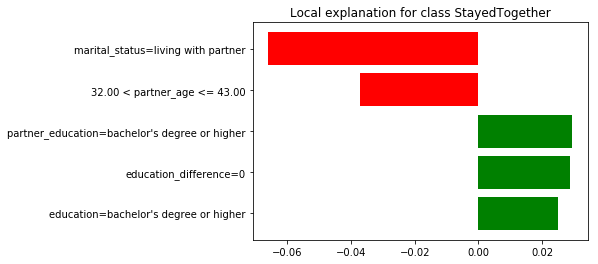 Local explanation for class StayedTogether
marital_status=living with partner
32.00 < partner_age <= 43.00
partner_education=bachelor's degree or higher
education_difference=0
education=bachelor's degree or higher
−0.06 −0.04 −0.02 0.00 0.02